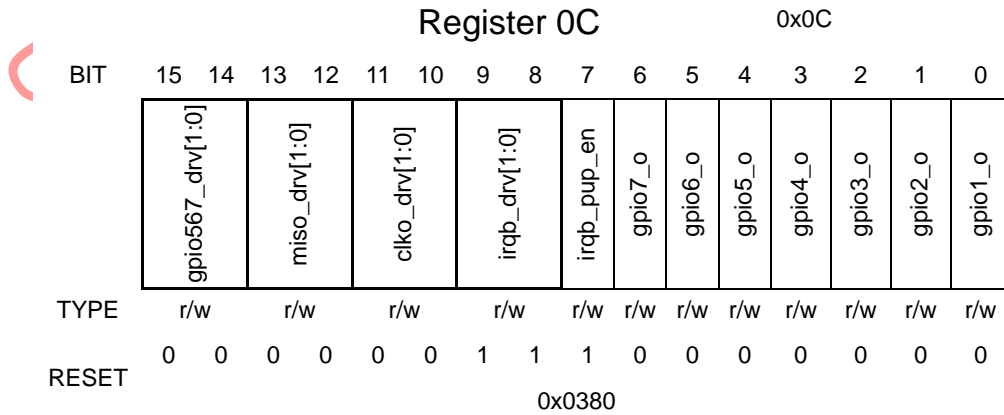 Register 0C 0x0C
BIT 15 14 13 12 11 10 9 8 7 6 5 4 3 2 1 0
gpio567_drv[1:0] miso_drv[1:0] clko_drv[1:0] irqb_drv[1:0] irqb_pup_en gpio7_o gpio6_o gpio5_o gpio4_o gpio3_o gpio2_o gpio1_o
TYPE r/w r/w r/w r/w r/w r/w r/w r/w r/w r/w r/w r/w
RESET 0 0 0 0 0 0 1 1 1 0 0 0 0 0 0 0
0x0380